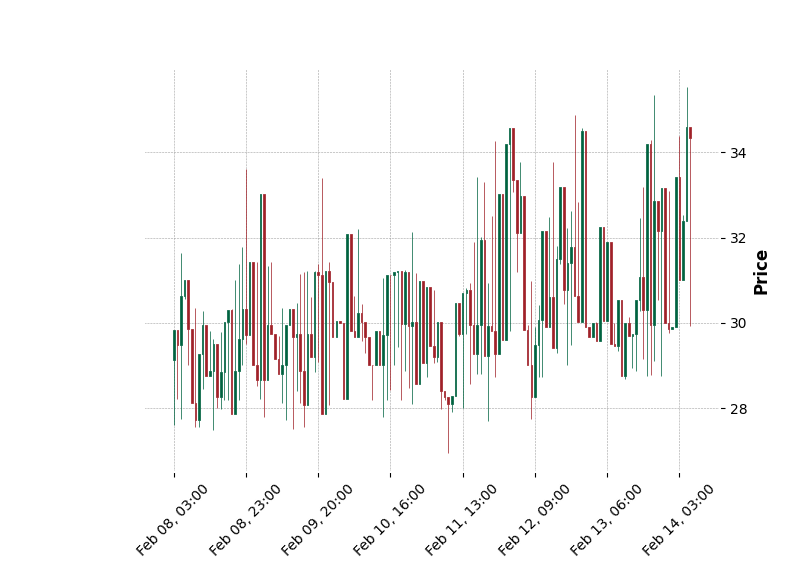 34
32
30
28
Price
Feb 08, 03:00
Feb 08, 23:00
Feb 09, 20:00
Feb 10, 16:00
Feb 11, 13:00
Feb 12, 09:00
Feb 13, 06:00
Feb 14, 03:00